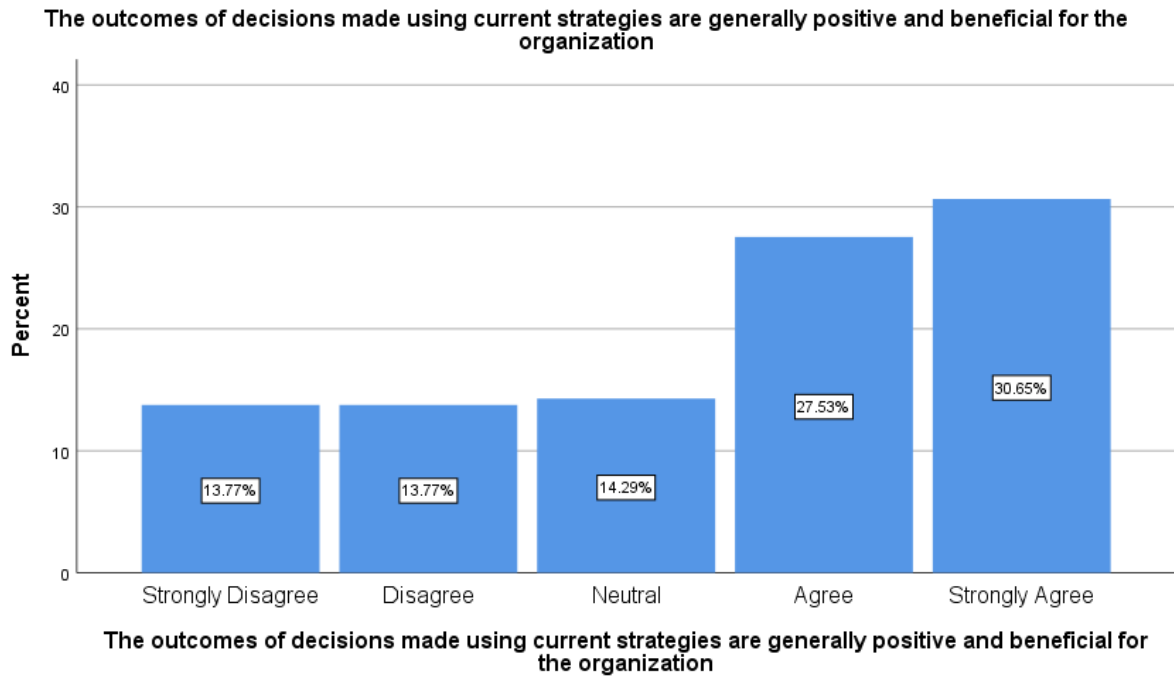 The outcomes of decisions made using current strategies are generally positive and beneficial for the
organization
40
30
20
10
0
Percent
13.77%
13.77%
14.29%
27.53%
30.65%
Strongly Disagree
Disagree
Neutral
Agree
Strongly Agree
The outcomes of decisions made using current strategies are generally positive and beneficial for
the organization